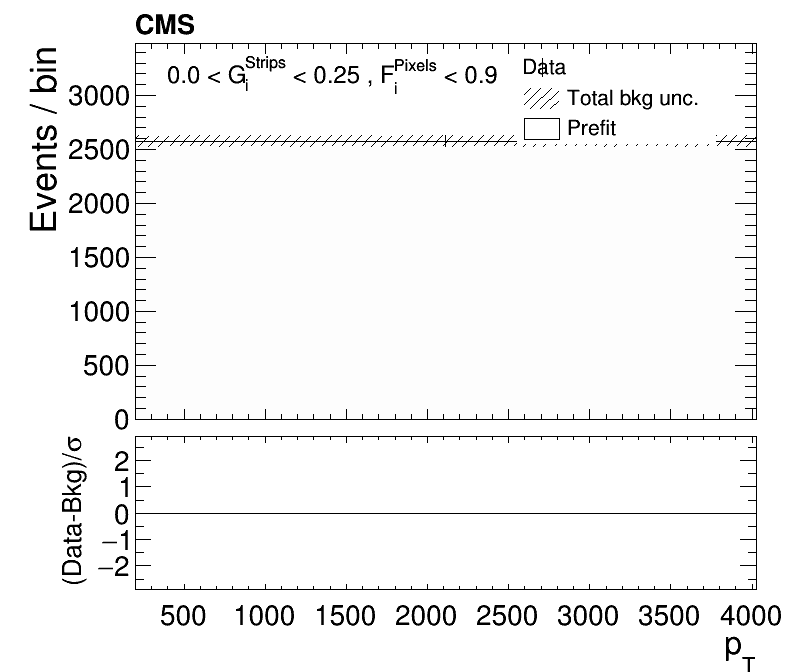 CMS
Events / bin
3000
2500
2000
1500
1000
500
0
0.0 < G_i^Strips < 0.25 , F_i^Pixels < 0.9
Data
Total bkg unc.
Prefit
(Data-Bkg)/σ
2
1
0
−1
−2
500 1000 1500 2000 2500 3000 3500 4000
p_T